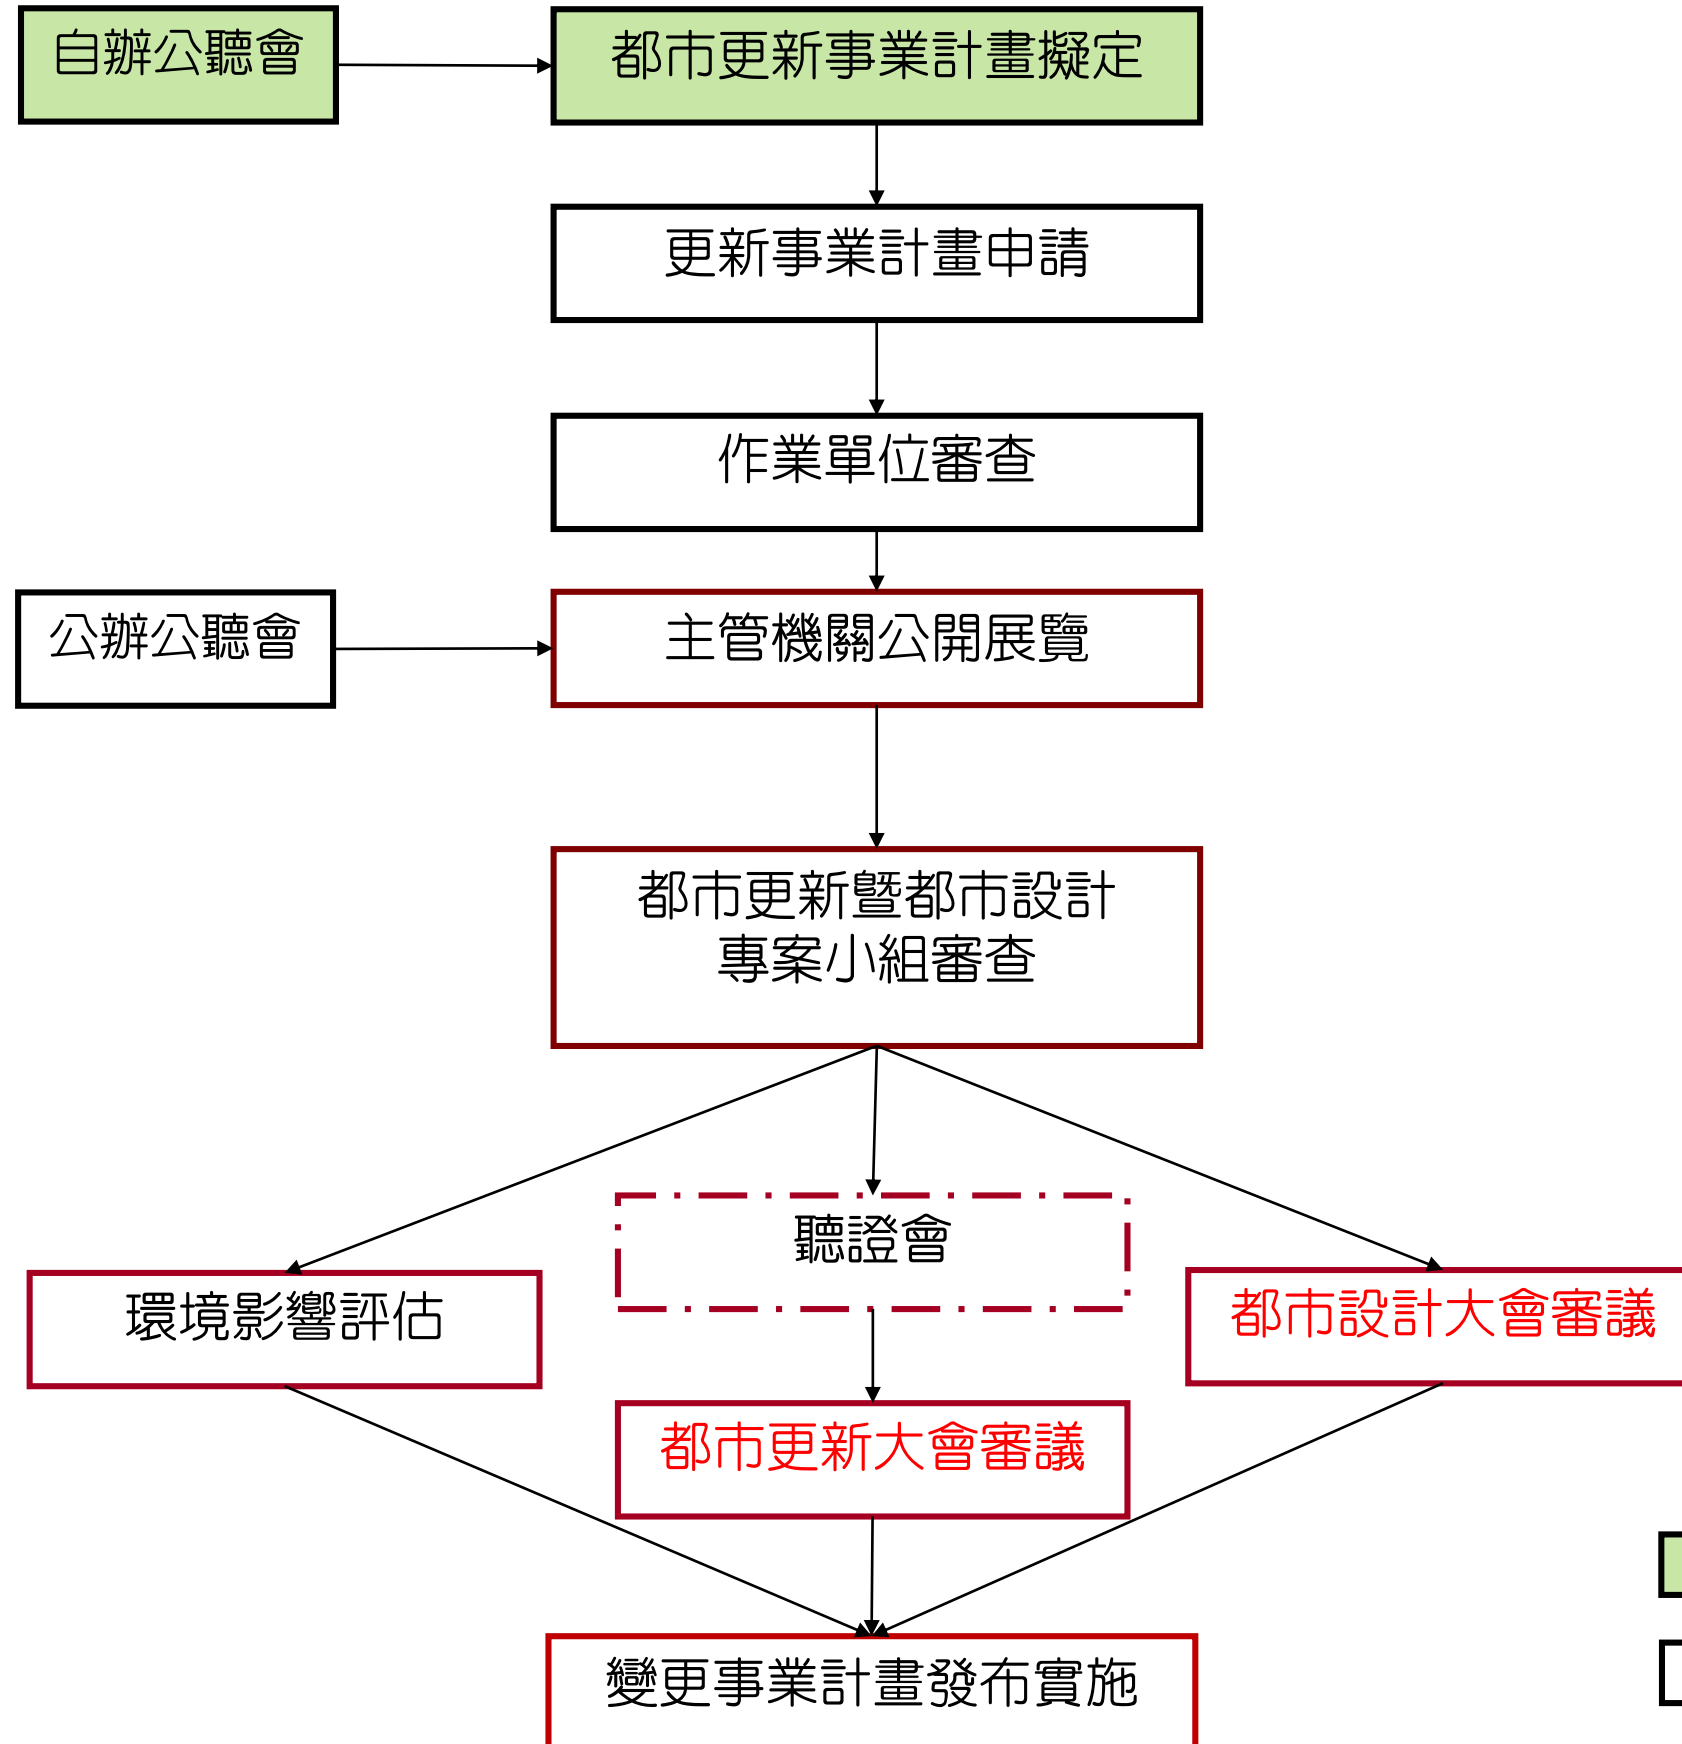 自辦公聽會
都市更新事業計畫擬定
更新事業計畫申請
作業單位審查
公辦公聽會
主管機關公開展覽
都市更新暨都市設計
專案小組審查
聽證會
環境影響評估
都市設計大會審議
都市更新大會審議
變更事業計畫發布實施